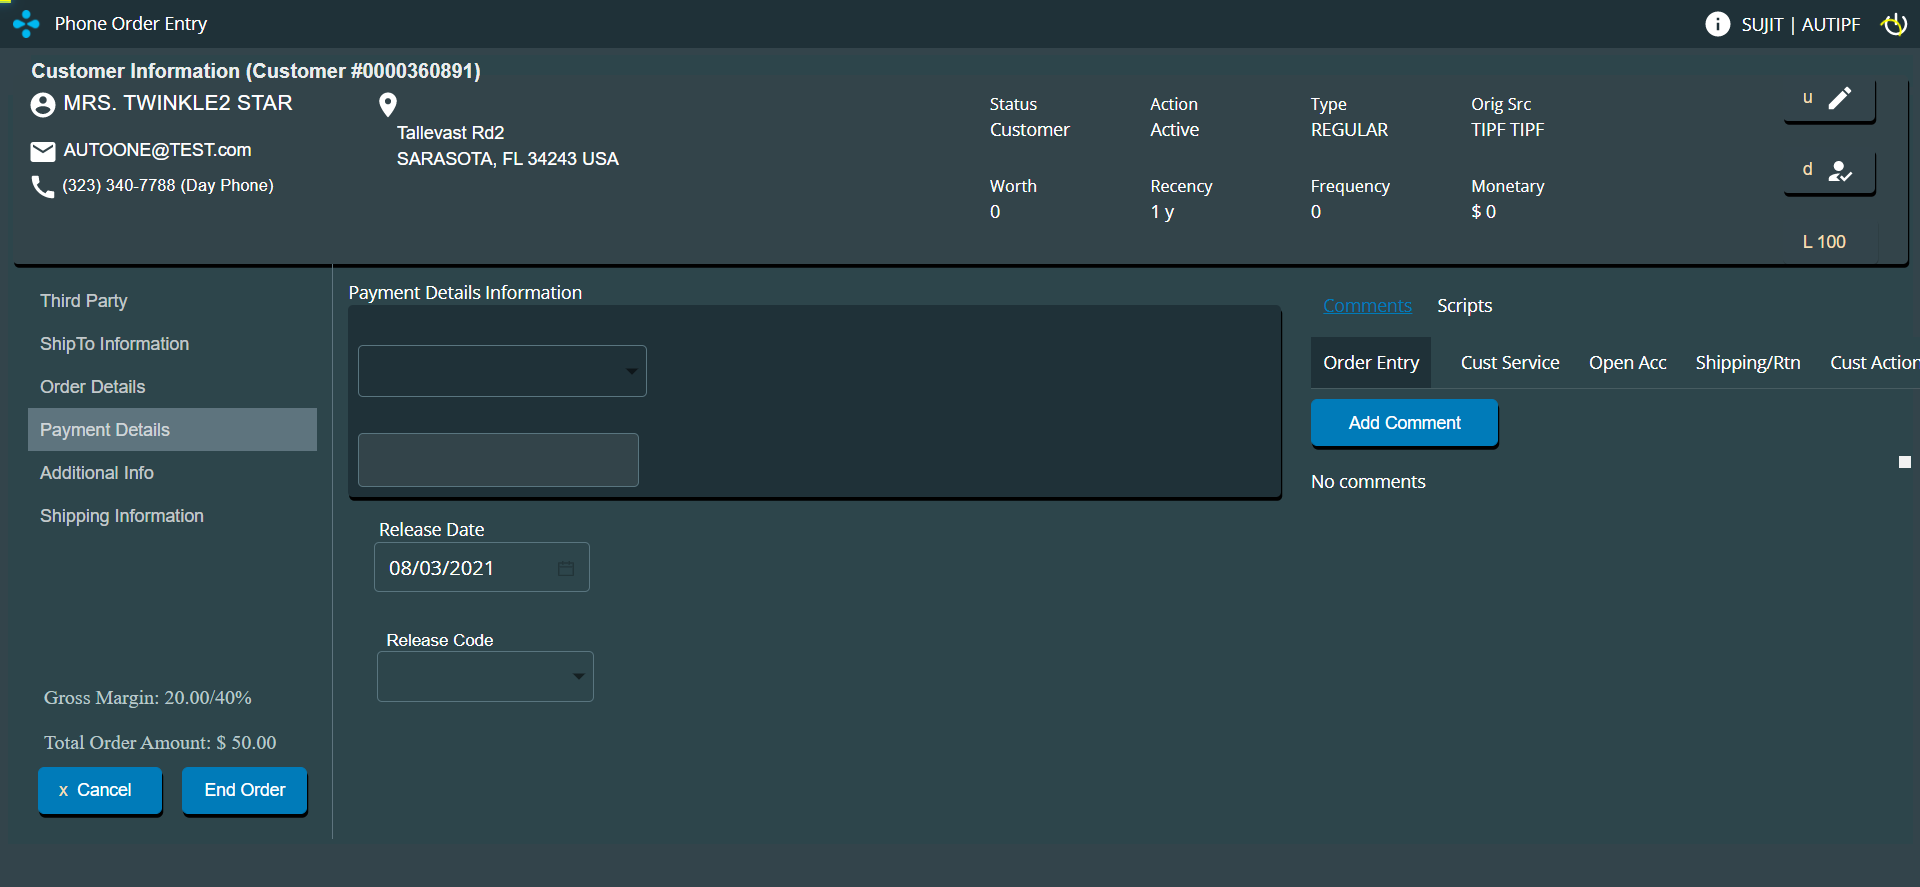 Phone Order Entry
SUJIT | AUTIPF
Customer Information (Customer #0000360891)
MRS. TWINKLE2 STAR
AUTOONE@TEST.com
(323) 340-7788 (Day Phone)
Tallevast Rd2
SARASOTA, FL 34243 USA
Status
Customer
Action
Active
Type
REGULAR
Orig Src
TIPF TIPF
Worth
0
Recency
1 y
Frequency
0
Monetary
$ 0
u
d
L 100
Third Party
ShipTo Information
Order Details
Payment Details
Additional Info
Shipping Information
Gross Margin: 20.00/40%
Total Order Amount: $ 50.00
x Cancel
End Order
Payment Details Information
Release Date
08/03/2021
Release Code
Comments Scripts
Order Entry Cust Service Open Acc Shipping/Rtn Cust Action
Add Comment
No comments